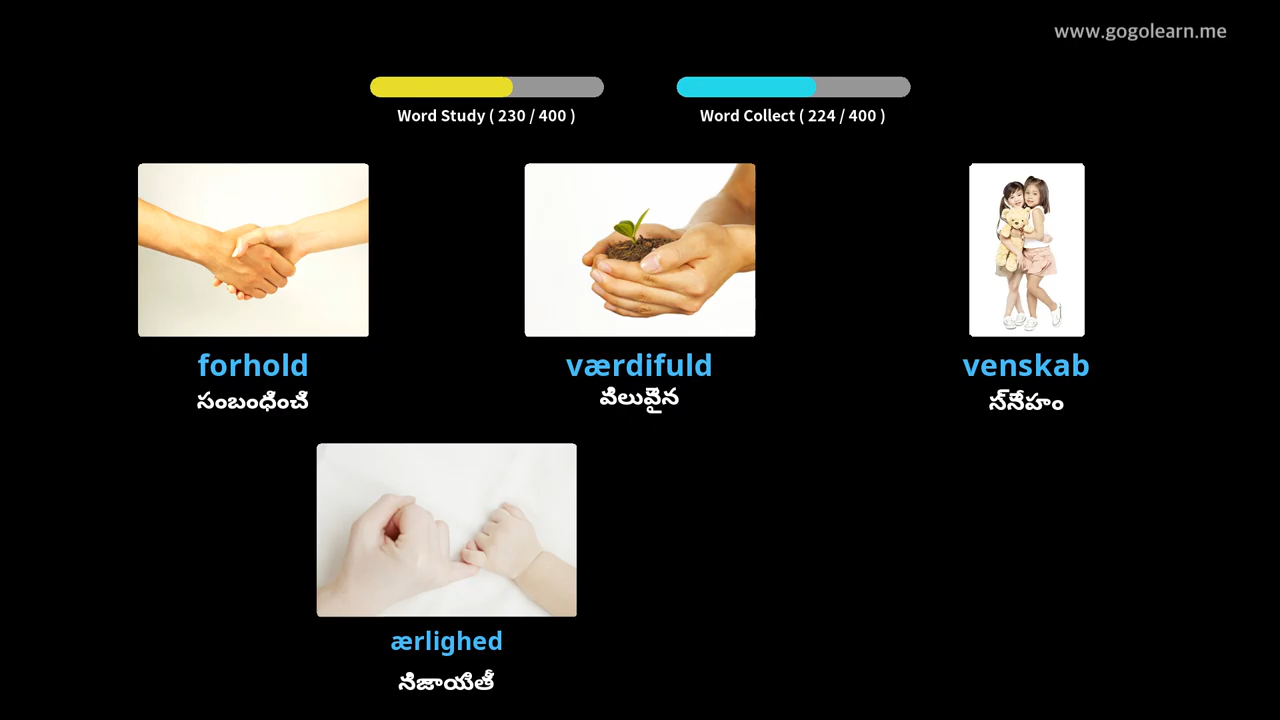 www.gogolearn.me
Word Study ( 230 / 400 )
Word Collect ( 224 / 400 )
forhold
సంబంధించి
værdifuld
విలువైన
venskab
స్నేహం
ærlighed
నిజాయితీ